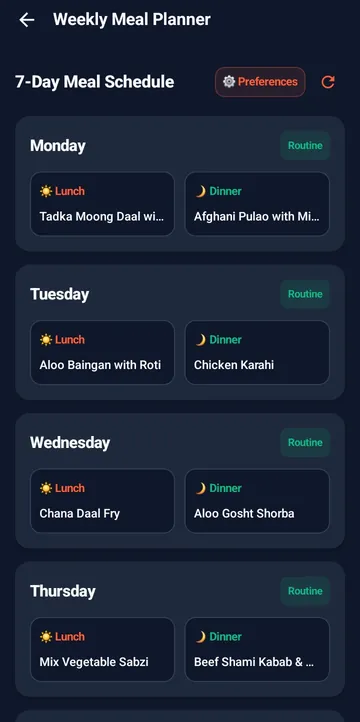 Weekly Meal Planner
7-Day Meal Schedule
Preferences
Monday
Routine
Lunch
Dinner
Tadka Moong Daal wi...
Afghani Pulao with Mi...
Tuesday
Routine
Lunch
Dinner
Aloo Baingan with Roti
Chicken Karahi
Wednesday
Routine
Lunch
Dinner
Chana Daal Fry
Aloo Gosht Shorba
Thursday
Routine
Lunch
Dinner
Mix Vegetable Sabzi
Beef Shami Kabab & ...